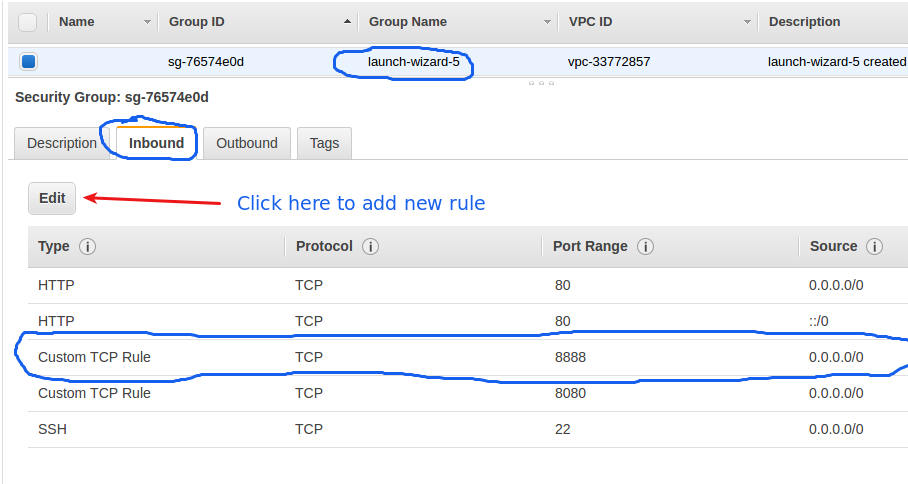 Name Group ID Group Name VPC ID Description
sg-76574e0d launch-wizard-5 vpc-33772857 launch-wizard-5 created
Security Group: sg-76574e0d
Description Inbound Outbound Tags
Edit Click here to add new rule
Type i Protocol i Port Range i Source i
HTTP TCP 80 0.0.0.0/0
HTTP TCP 80 ::/0
Custom TCP Rule TCP 8888 0.0.0.0/0
Custom TCP Rule TCP 8080 0.0.0.0/0
SSH TCP 22 0.0.0.0/0